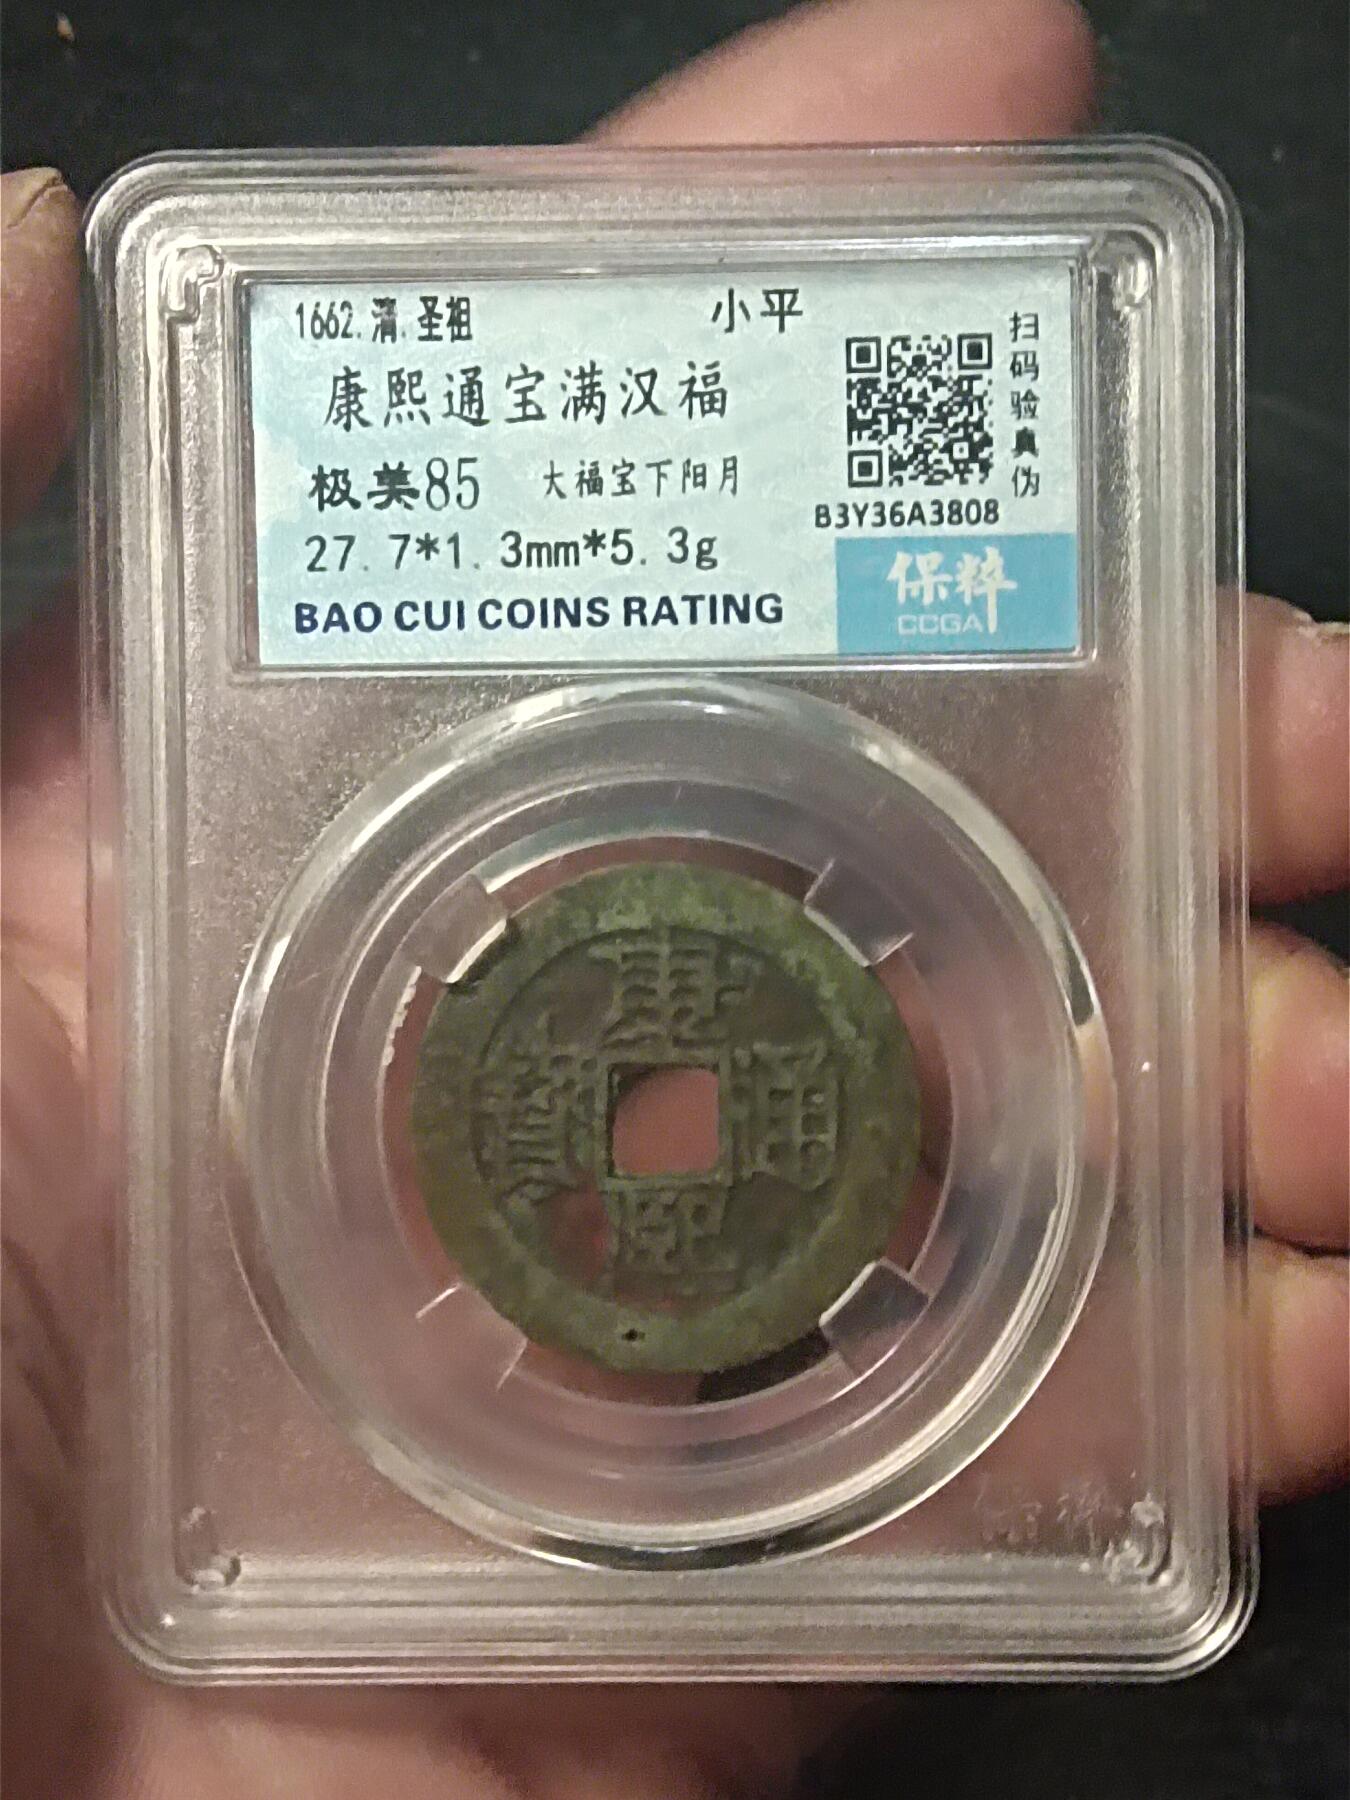 1662.清.圣祖
小平
康熙通宝满汉福
极美85
大福宝下阳月
27.7*1.3mm*5.3g
BAO CUI COINS RATING
扫码验真伪
B3Y36A3808
保粹
CCGA
康熙通寶